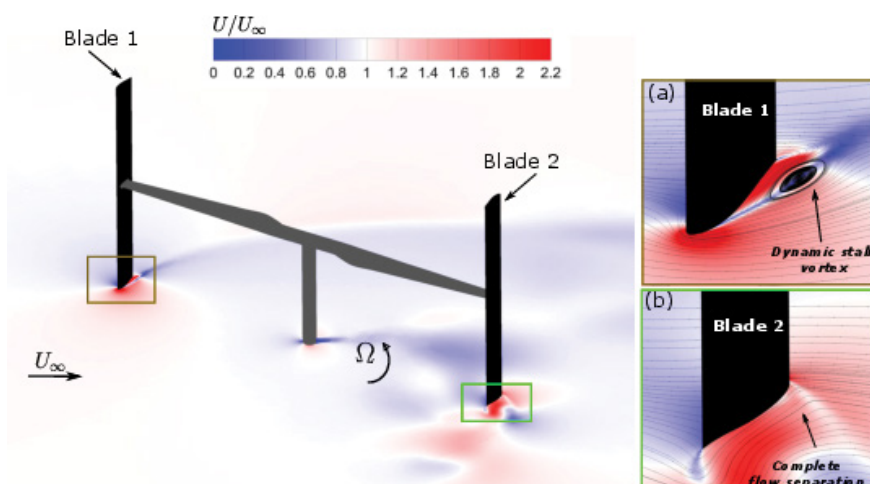 U/U∞
0 0.2 0.4 0.6 0.8 1 1.2 1.4 1.6 1.8 2 2.2
Blade 1
Blade 2
U∞
Ω
(a)
Blade 1
Dynamic stall
vortex
(b)
Blade 2
Complete
flow separation